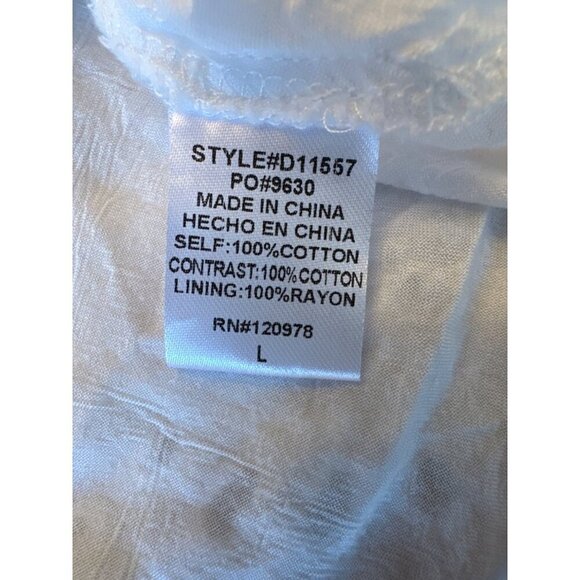 STYLE#D11557
PO#9630
MADE IN CHINA
HECHO EN CHINA
SELF:100%COTTON
CONTRAST:100%COTTON
LINING:100%RAYON
RN#120978
L